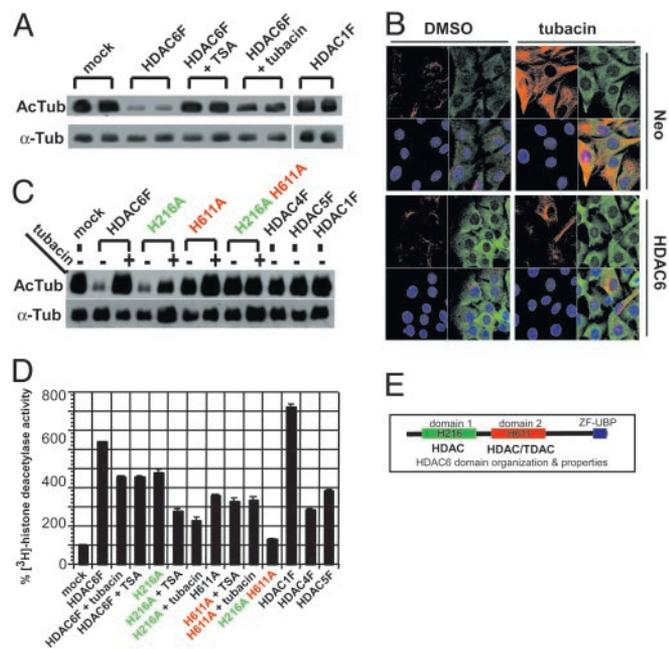 A
mock
HDAC6F
HDAC6F
+ TSA
HDAC6F
+ tubacin
HDAC1F
AcTub
α-Tub
B
DMSO
tubacin
Neo
HDAC6
C
tubacin
mock
HDAC6F
H216A
H611A
H216A
H611A
HDAC4F
HDAC5F
HDAC1F
- - + - + - + - + - - -
AcTub
α-Tub
D
% [³H]-histone deacetylase activity
800
600
400
200
0
mock
HDAC6F
HDAC6F + tubacin
HDAC6F + TSA
H216A
H216A + TSA
H216A + tubacin
H611A
H611A + TSA
H611A + tubacin
H216A H611A
HDAC1F
HDAC4F
HDAC5F
E
domain 1
domain 2
ZF-UBP
H216
H611
HDAC
HDAC/TDAC
HDAC6 domain organization & properties